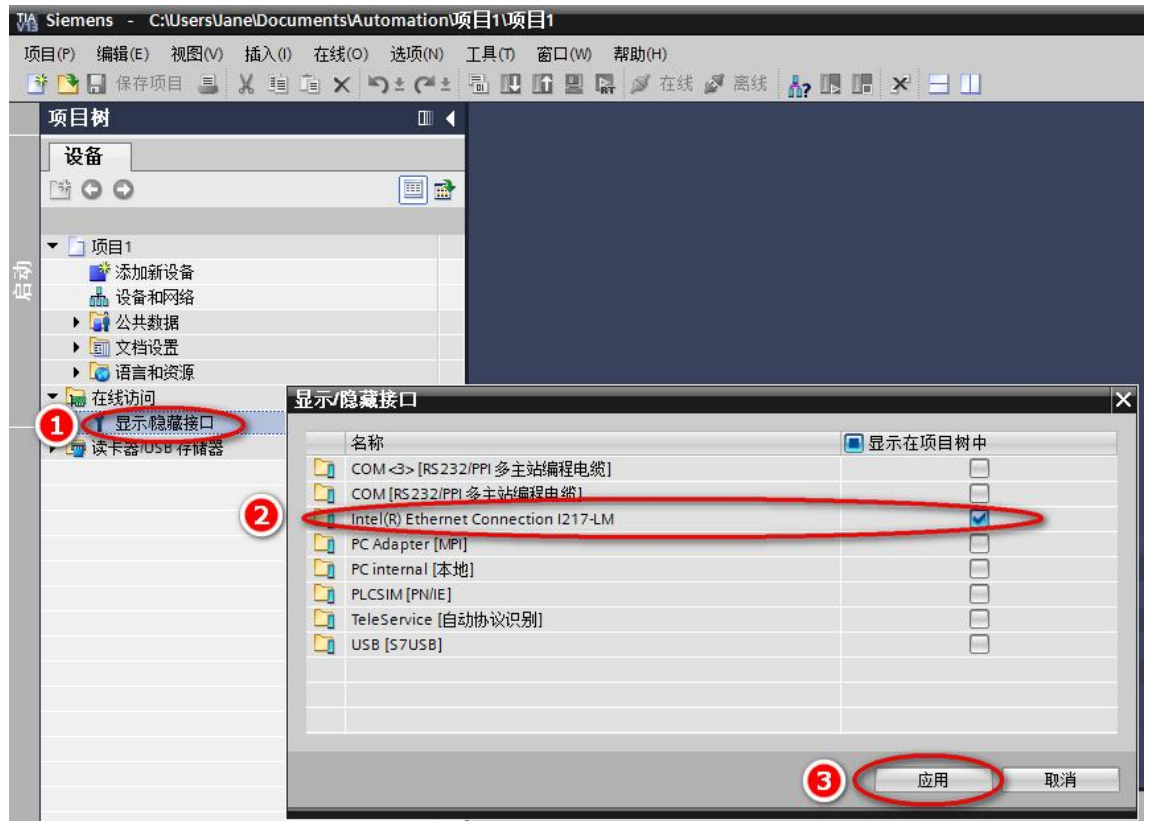 TIA V13 Siemens - C:\Users\Jane\Documents\Automation\项目1\项目1
项目(P) 编辑(E) 视图(V) 插入(I) 在线(O) 选项(N) 工具(T) 窗口(W) 帮助(H)
保存项目 在线 离线
项目树
设备
启动
项目1
添加新设备
设备和网络
公共数据
文档设置
语言和资源
在线访问
1 显示/隐藏接口
读卡器/USB 存储器
显示/隐藏接口
名称 显示在项目树中
COM <3> [RS232/PPI 多主站编程电缆]
COM [RS232/PPI 多主站编程电缆]
2 Intel(R) Ethernet Connection I217-LM
PC Adapter [MPI]
PC internal [本地]
PLCSIM [PN/IE]
TeleService [自动协议识别]
USB [S7USB]
3 应用 取消